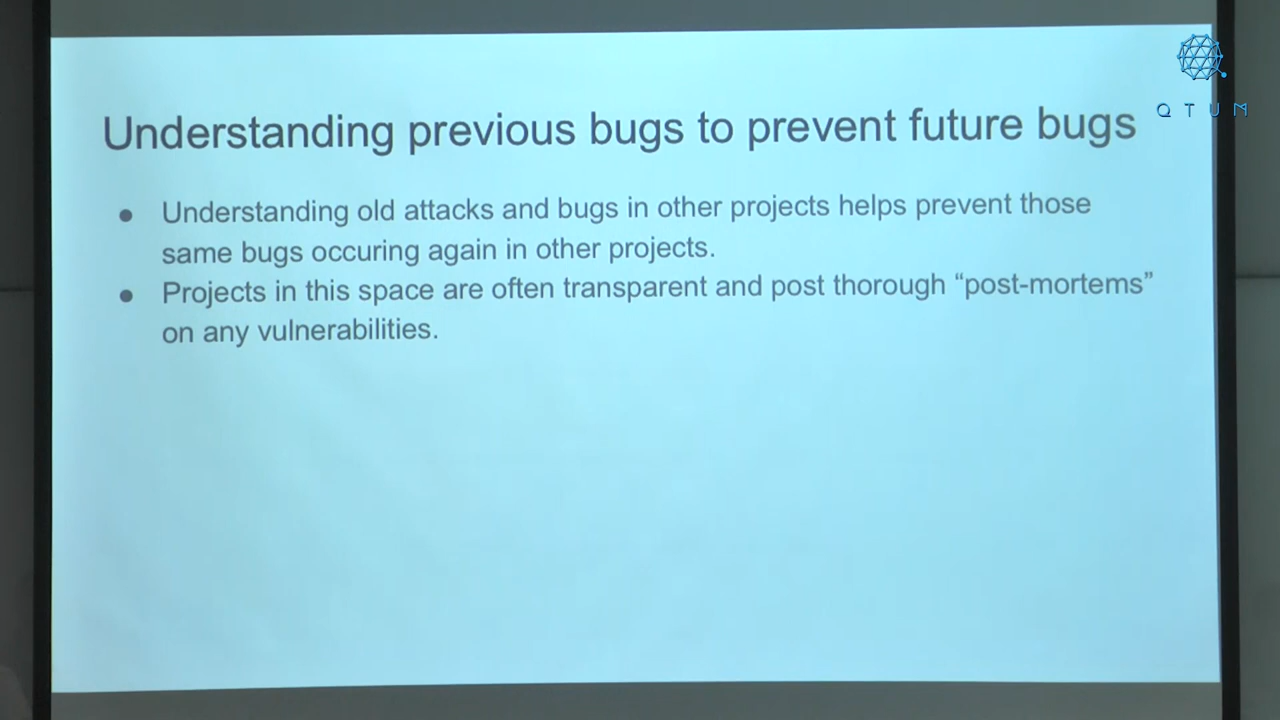 QTUM
Understanding previous bugs to prevent future bugs
● Understanding old attacks and bugs in other projects helps prevent those
same bugs occuring again in other projects.
● Projects in this space are often transparent and post thorough “post-mortems”
on any vulnerabilities.